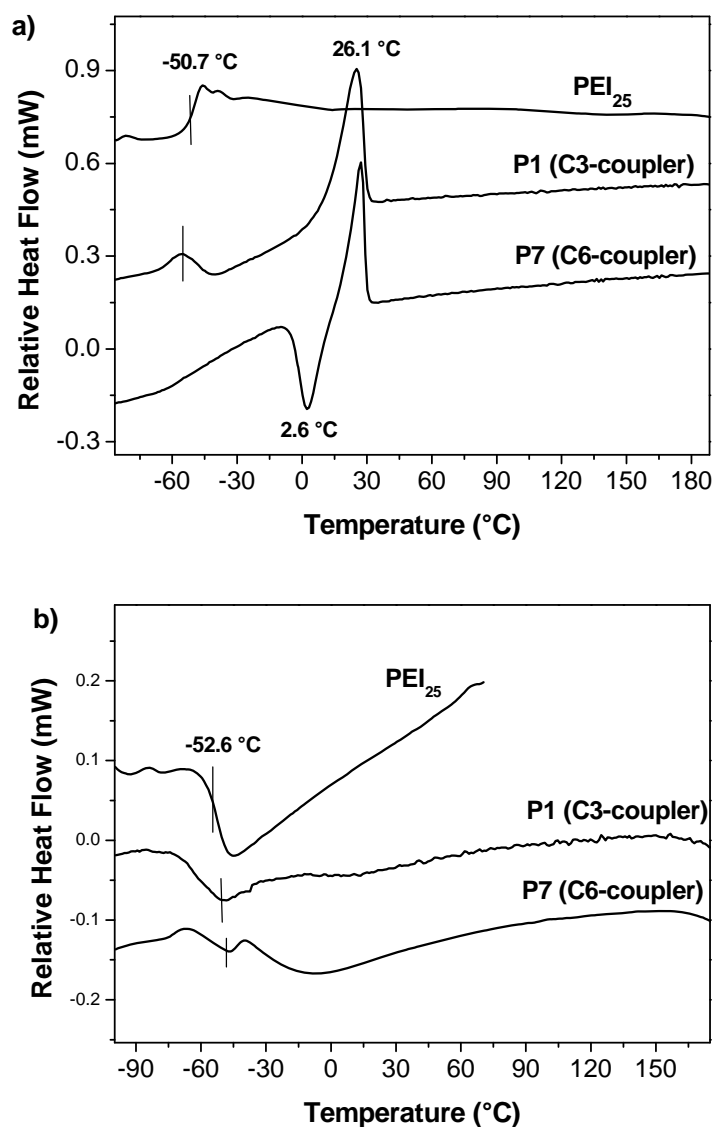 a)
-50.7 °C
26.1 °C
PEI25
P1 (C3-coupler)
P7 (C6-coupler)
2.6 °C
0.9
0.6
0.3
0.0
-0.3
Relative Heat Flow (mW)
-60 -30 0 30 60 90 120 150 180
Temperature (°C)
b)
PEI25
-52.6 °C
P1 (C3-coupler)
P7 (C6-coupler)
0.2
0.1
0.0
-0.1
-0.2
Relative Heat Flow (mW)
-90 -60 -30 0 30 60 90 120 150
Temperature (°C)